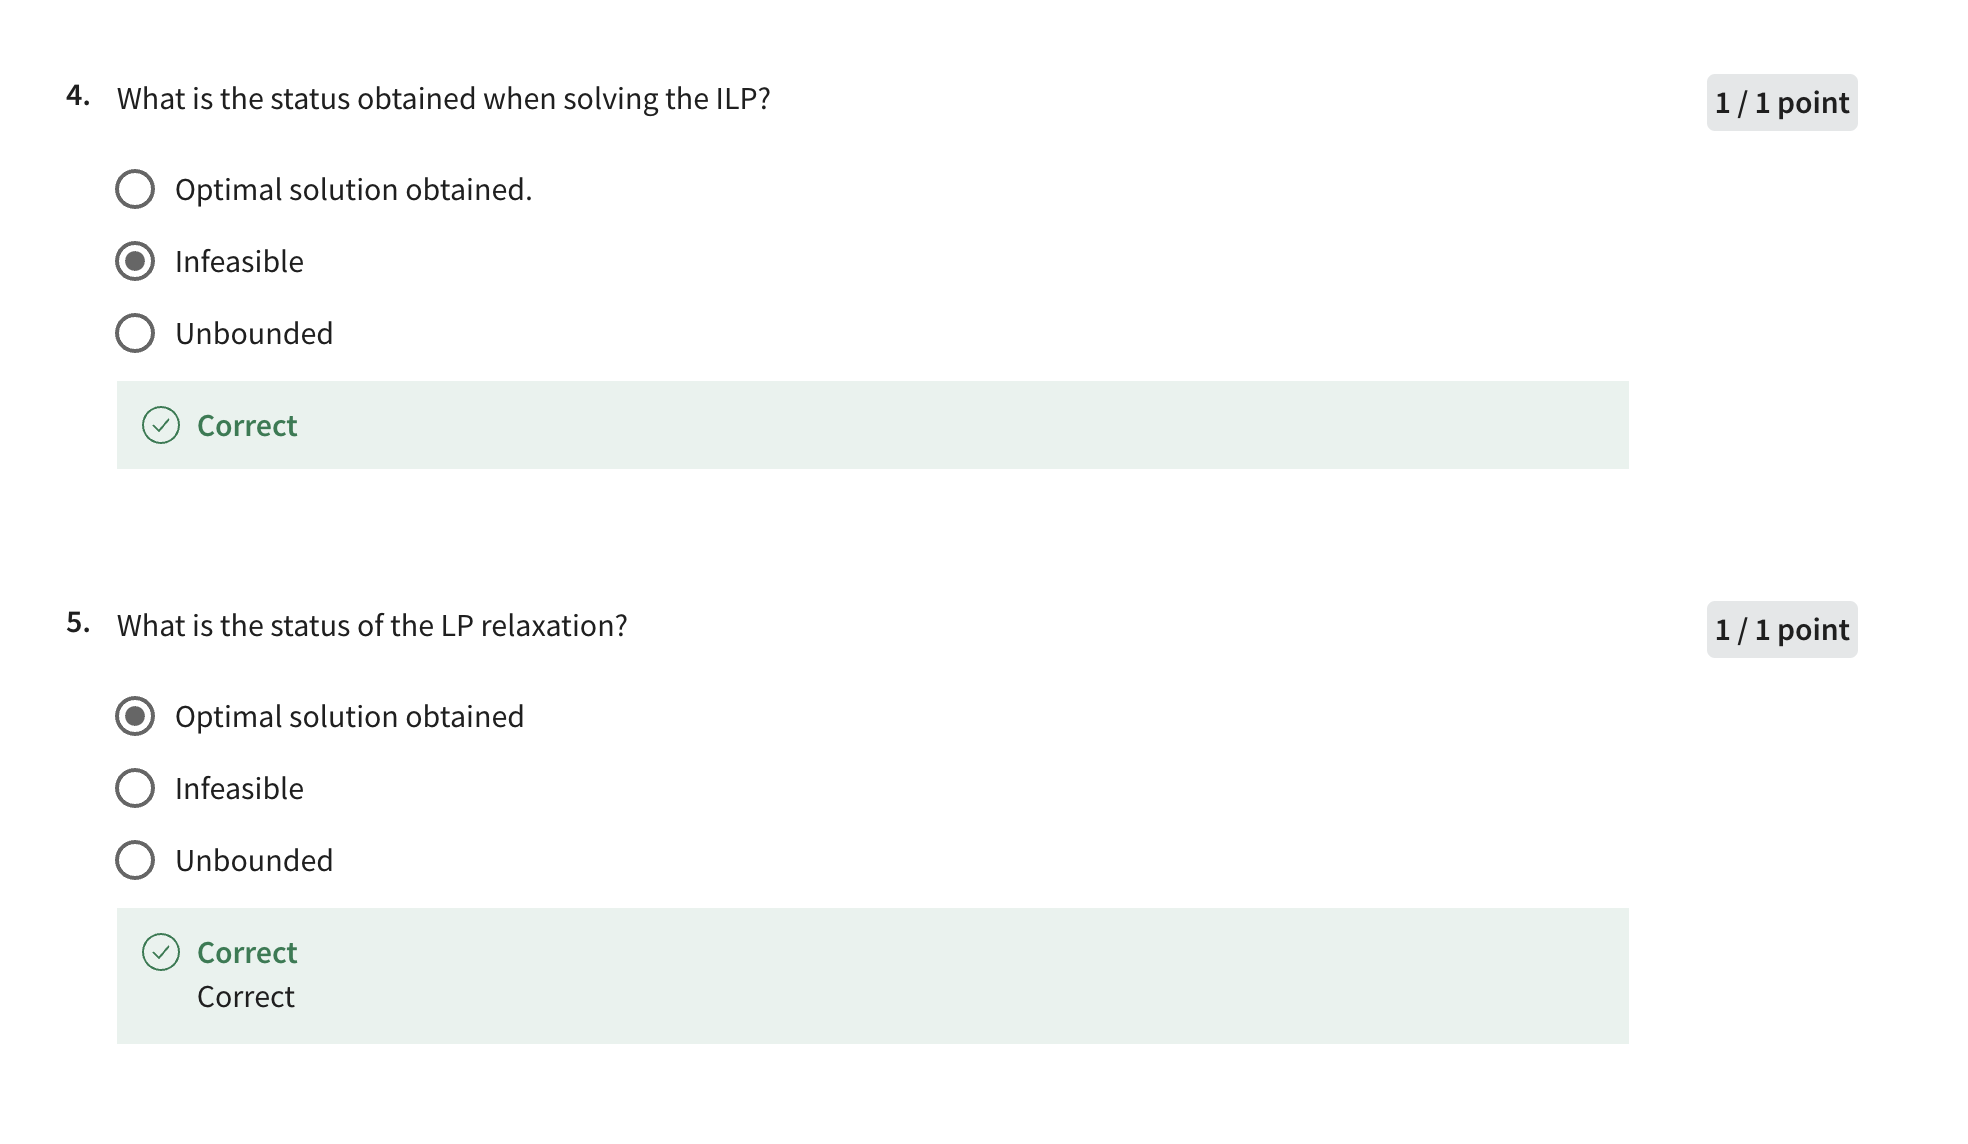 4. What is the status obtained when solving the ILP?
1 / 1 point
Optimal solution obtained.
Infeasible
Unbounded
Correct
5. What is the status of the LP relaxation?
1 / 1 point
Optimal solution obtained
Infeasible
Unbounded
Correct
Correct